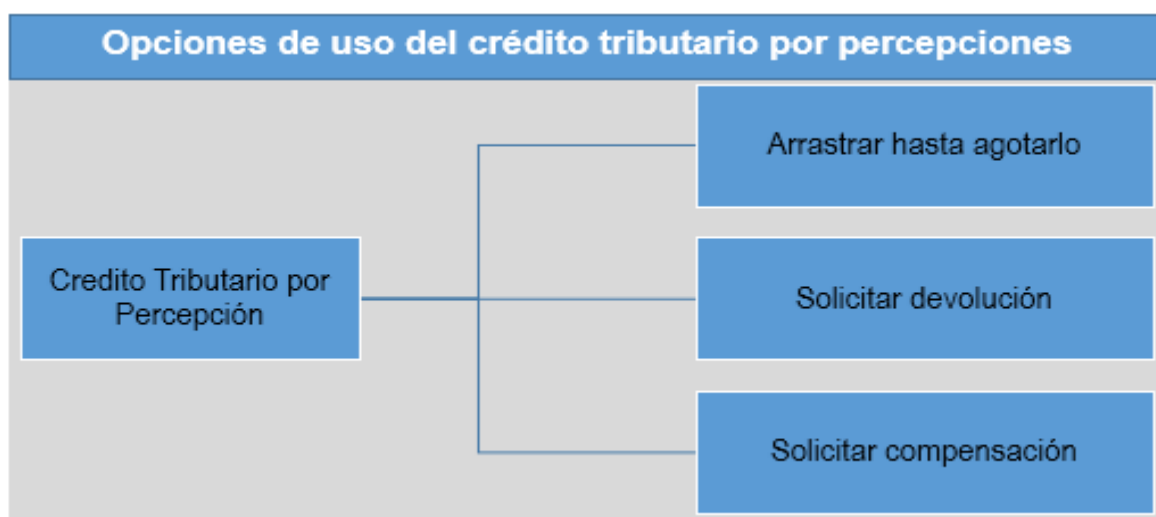 Opciones de uso del crédito tributario por percepciones
Arrastrar hasta agotarlo
Credito Tributario por
Percepción
Solicitar devolución
Solicitar compensación